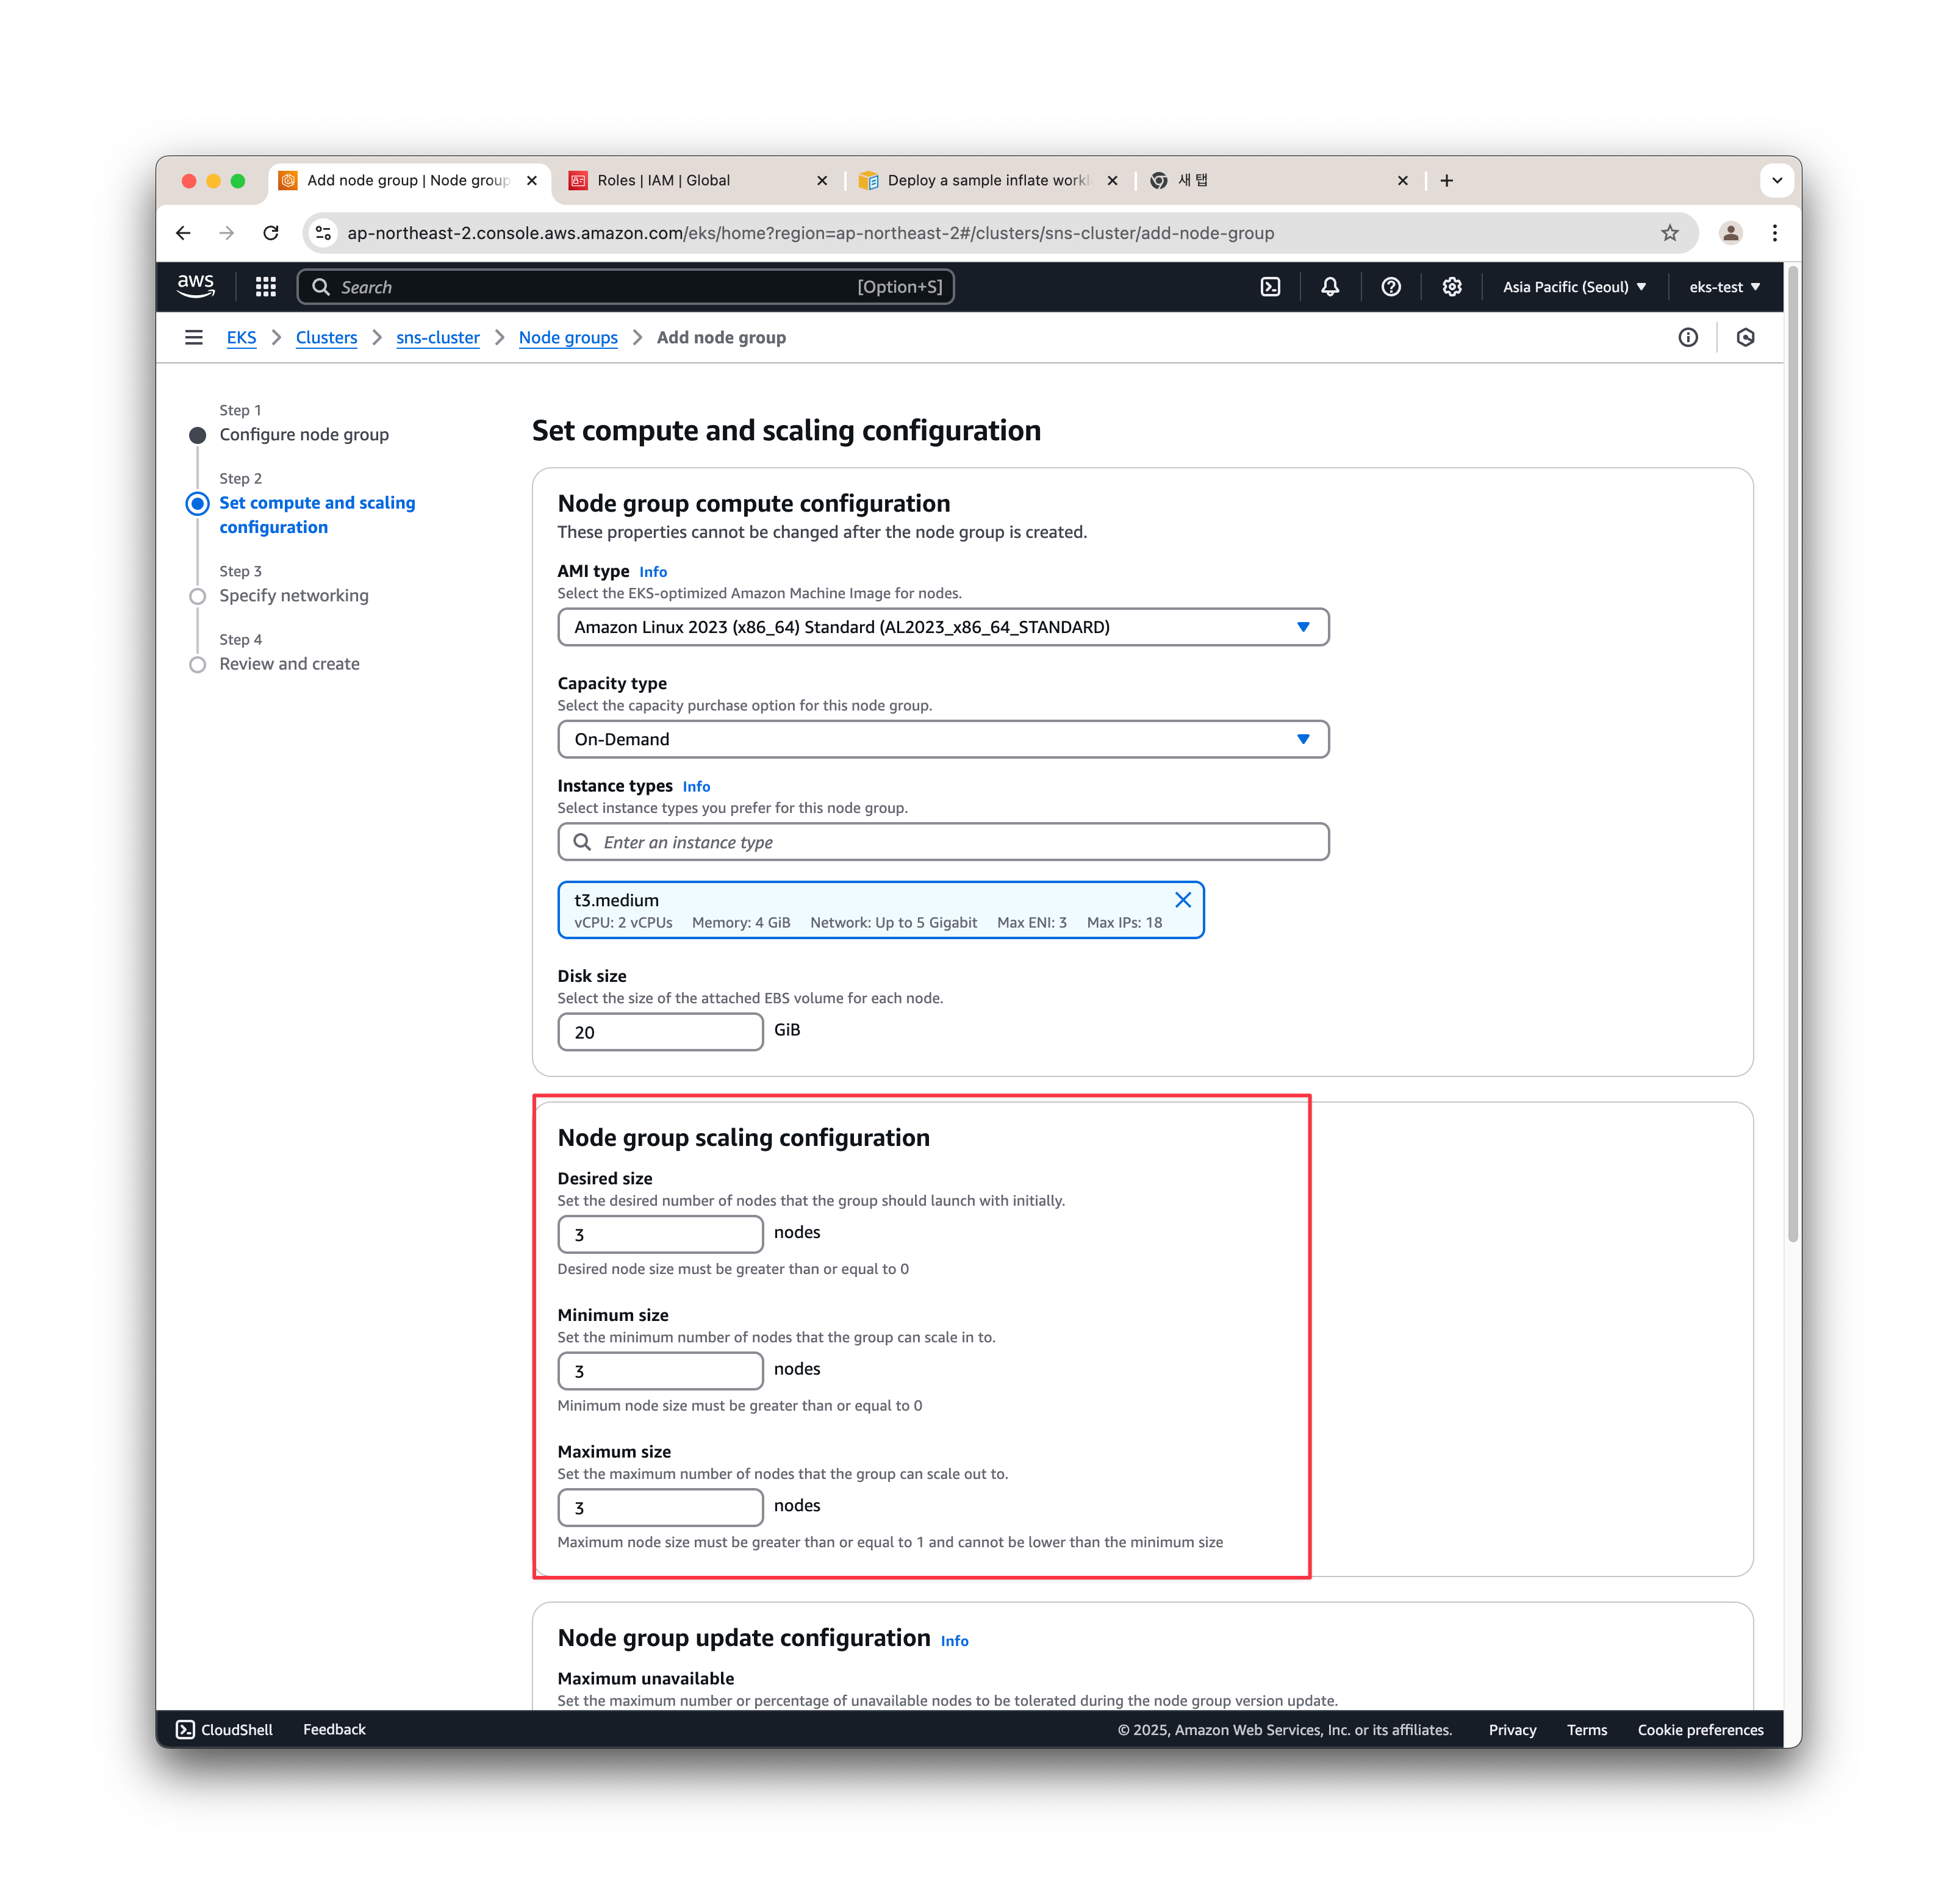 Add node group | Node group
Roles | IAM | Global
Deploy a sample inflate workl
새 탭
ap-northeast-2.console.aws.amazon.com/eks/home?region=ap-northeast-2#/clusters/sns-cluster/add-node-group
aws
Search
[Option+S]
Asia Pacific (Seoul)
eks-test
EKS
Clusters
sns-cluster
Node groups
Add node group
Step 1
Configure node group
Step 2
Set compute and scaling
configuration
Step 3
Specify networking
Step 4
Review and create
Set compute and scaling configuration
Node group compute configuration
These properties cannot be changed after the node group is created.
AMI type Info
Select the EKS-optimized Amazon Machine Image for nodes.
Amazon Linux 2023 (x86_64) Standard (AL2023_x86_64_STANDARD)
Capacity type
Select the capacity purchase option for this node group.
On-Demand
Instance types Info
Select instance types you prefer for this node group.
Enter an instance type
t3.medium
vCPU: 2 vCPUs Memory: 4 GiB Network: Up to 5 Gigabit Max ENI: 3 Max IPs: 18
Disk size
Select the size of the attached EBS volume for each node.
20 GiB
Node group scaling configuration
Desired size
Set the desired number of nodes that the group should launch with initially.
3 nodes
Desired node size must be greater than or equal to 0
Minimum size
Set the minimum number of nodes that the group can scale in to.
3 nodes
Minimum node size must be greater than or equal to 0
Maximum size
Set the maximum number of nodes that the group can scale out to.
3 nodes
Maximum node size must be greater than or equal to 1 and cannot be lower than the minimum size
Node group update configuration Info
Maximum unavailable
Set the maximum number or percentage of unavailable nodes to be tolerated during the node group version update.
CloudShell
Feedback
© 2025, Amazon Web Services, Inc. or its affiliates.
Privacy
Terms
Cookie preferences